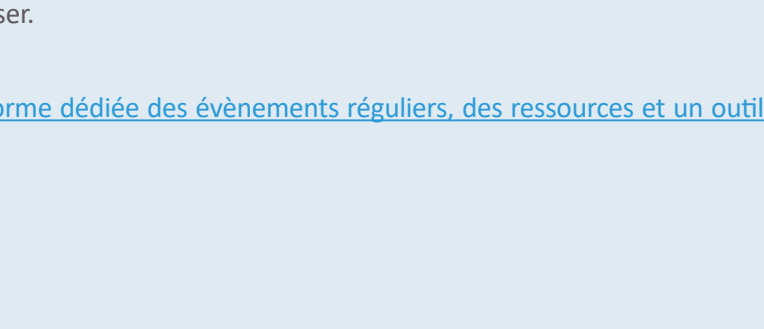 ser.
orme dédiée des évènements réguliers, des ressources et un outil